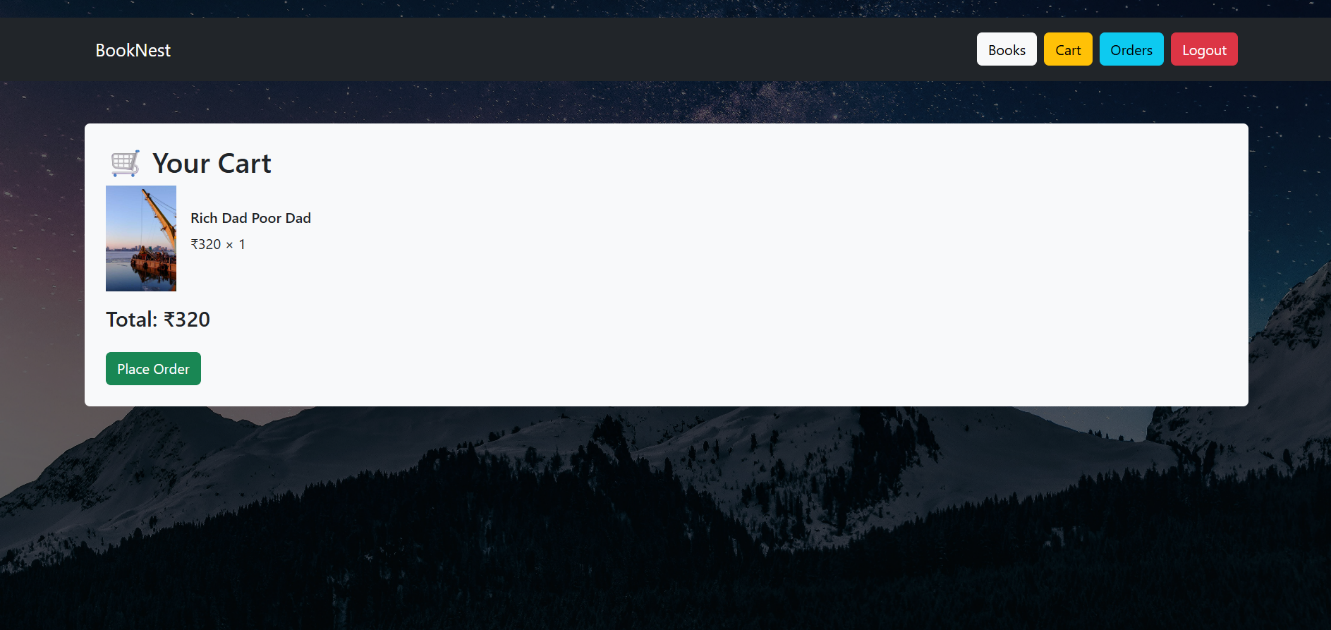 BookNest
Books Cart Orders Logout
Your Cart
Rich Dad Poor Dad
₹320 × 1
Total: ₹320
Place Order